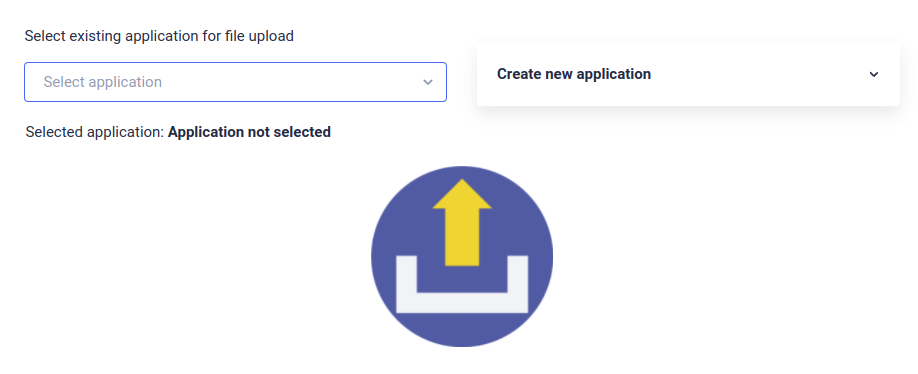 Select existing application for file upload
Select application
Create new application
Selected application: Application not selected